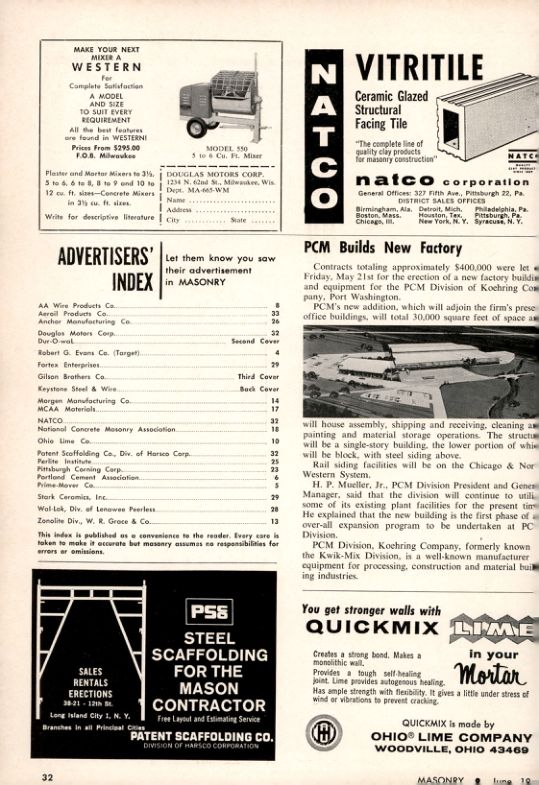 MAKE YOUR NEXT
MIXER A
WESTERN
For
Complete Satisfaction
A MODEL
AND SIZE
TO SUIT EVERY
REQUIREMENT
All the best features
are found in WESTERN!
Prices From $295.00
F.O.B. Milwaukee
MODEL 550
5 to 6 Cu. Ft. Mixer
Plaster and Mortar Mixers to 3½,
5 to 6, 6 to 8, 8 to 9 and 10 to
12 cu. ft. sizes—Concrete Mixers
in 3½ cu. ft. sizes.
Write for descriptive literature
DOUGLAS MOTORS CORP.
1234 N. 62nd St., Milwaukee, Wis.
Dept. MA-665-WM
Name
Address
City State
ADVERTISERS'
INDEX
Let them know you saw
their advertisement
in MASONRY
AA Wire Products Co. 8
Aeroil Products Co. 33
Anchor Manufacturing Co. 26
Douglas Motors Corp. 32
Dur-O-waL Second Cover
Robert G. Evans Co. (Target) 4
Fortex Enterprises 29
Gilson Brothers Co. Third Cover
Keystone Steel & Wire Back Cover
Morgen Manufacturing Co. 14
MCAA Materials 17
NATCO 32
National Concrete Masonry Association 18
Ohio Lime Co. 10
Patent Scaffolding Co., Div. of Harsco Corp. 32
Perlite Institute 25
Pittsburgh Corning Corp. 23
Portland Cement Association 6
Prime-Mover Co. 5
Stark Ceramics, Inc. 29
Wal-Lok, Div. of Lenawee Peerless 28
Zonolite Div., W. R. Grace & Co. 13
This index is published as a convenience to the reader. Every care is
taken to make it accurate but masonry assumes no responsibilities for
errors or omissions.
SALES
RENTALS
ERECTIONS
38-21 - 12th St.
Long Island City 1, N. Y.
Branches in all Principal Cities
PS&
STEEL
SCAFFOLDING
FOR THE
MASON
CONTRACTOR
Free Layout and Estimating Service
PATENT SCAFFOLDING CO.
DIVISION OF HARSCO CORPORATION
32
NATCO
VITRITILE
Ceramic Glazed
Structural
Facing Tile
"The complete line of
quality clay products
for masonry construction"
NATC
natco corporation
General Offices: 327 Fifth Ave., Pittsburgh 22, Pa.
DISTRICT SALES OFFICES
Birmingham, Ala. Detroit, Mich. Philadelphia, Pa.
Boston, Mass. Houston, Tex. Pittsburgh, Pa.
Chicago, Ill. New York, N. Y. Syracuse, N. Y.
PCM Builds New Factory
Contracts totaling approximately $400,000 were let
Friday, May 21st for the erection of a new buildi
and equipment for the PCM Division of Koehring Co
pany, Port Washington.
PCM's new addition, which will adjoin the firm's prese
office buildings, will total 30,000 square feet of space a
will house assembly, shipping and receiving, cleaning a
painting and material storage operations. The structu
will be a single-story building, the lower portion of whi
will be block, with steel siding above.
Rail siding facilities will be on the Chicago & Nor
Western System.
H. P. Mueller, Jr., PCM Division President and Gene
Manager, said that the division will continue to utili
some of its existing plant facilities for the present tim
He explained that the new building is the first phase of
over-all expansion program to be undertaken at PC
Division.
PCM Division, Koehring Company, formerly known
the Kwik-Mix Division, is a well-known manufacturer
equipment for processing, construction and material buil
ing industries.
You get stronger walls with
QUICKMIX LIME
in your
Mortar
Creates a strong bond. Makes a
monolithic wall.
Provides a tough self-healing
joint. Lime provides autogenous healing.
Has ample strength with flexibility. It gives a little under stress of
wind or vibrations to prevent cracking.
QUICKMIX is made by
OHIO® LIME COMPANY
WOODVILLE, OHIO 43469
MASONRY June 19